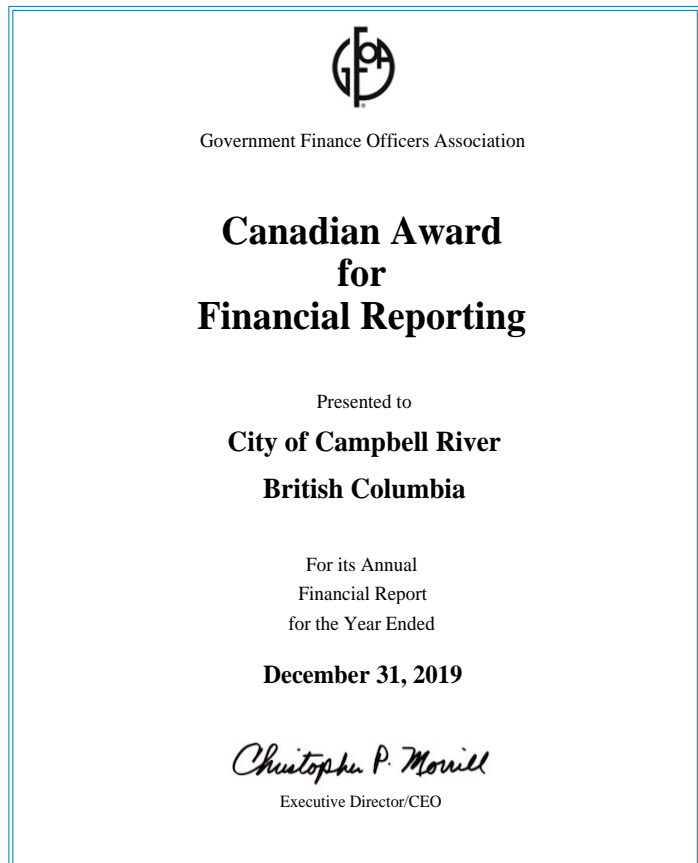 GFOA
Government Finance Officers Association
Canadian Award
for
Financial Reporting
Presented to
City of Campbell River
British Columbia
For its Annual
Financial Report
for the Year Ended
December 31, 2019
Christopher P. Morrill
Executive Director/CEO